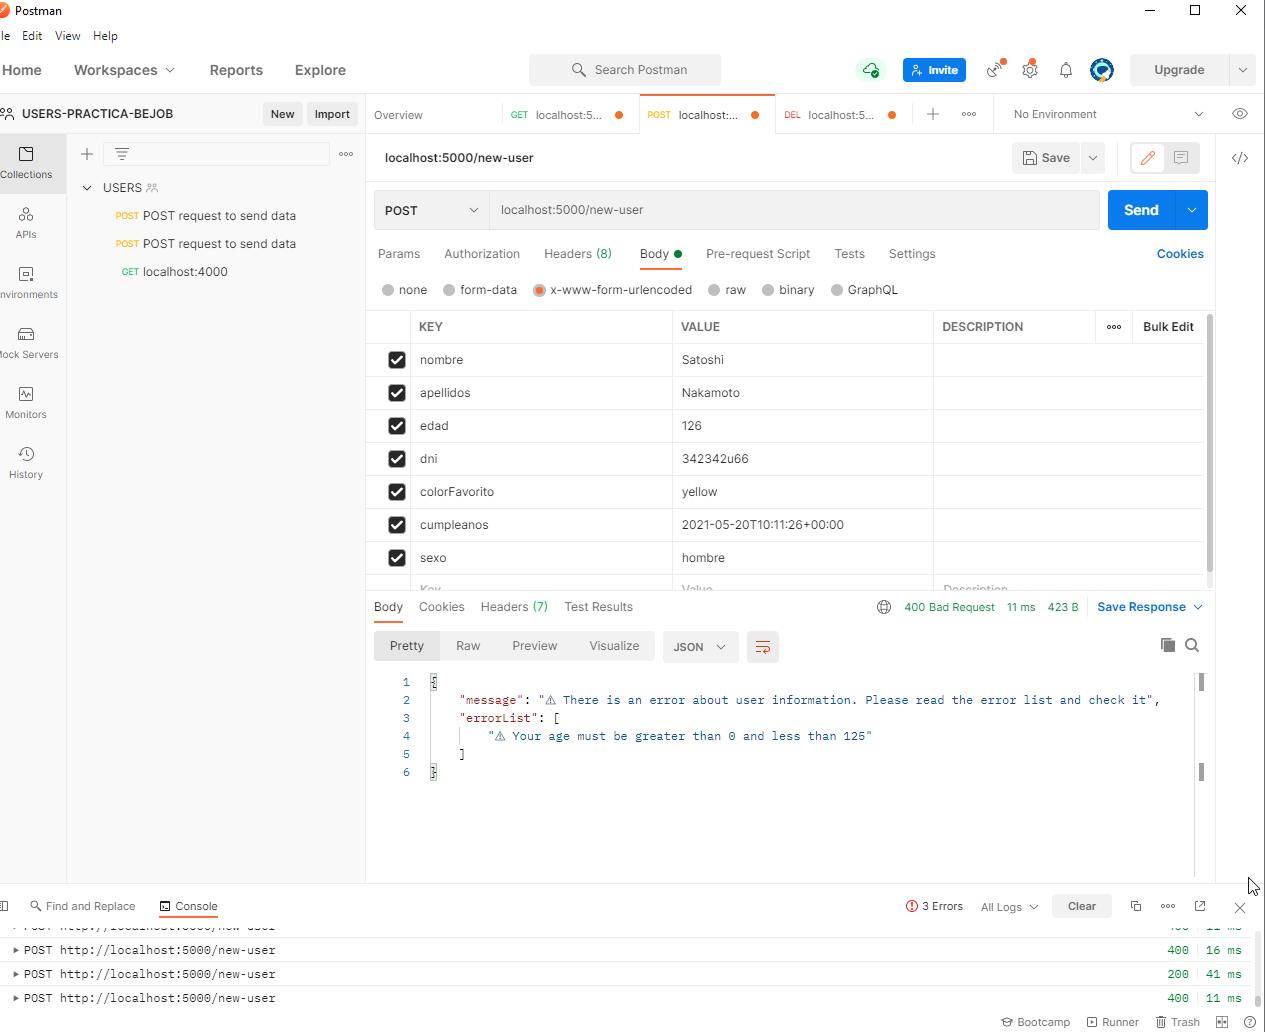 Postman
le Edit View Help
Home Workspaces Reports Explore Search Postman Invite Upgrade
USERS-PRACTICA-BEJOB New Import
Overview GET localhost:5... POST localhost:... DEL localhost:5... No Environment
Collections
APIs
nvironments
ock Servers
Monitors
History
USERS
POST POST request to send data
POST POST request to send data
GET localhost:4000
localhost:5000/new-user Save
POST localhost:5000/new-user Send
Params Authorization Headers (8) Body Pre-request Script Tests Settings Cookies
none form-data x-www-form-urlencoded raw binary GraphQL
KEY VALUE DESCRIPTION Bulk Edit
nombre Satoshi
apellidos Nakamoto
edad 126
dni 342342u66
colorFavorito yellow
cumpleanos 2021-05-20T10:11:26+00:00
sexo hombre
Key Value Description
Body Cookies Headers (7) Test Results 400 Bad Request 11 ms 423 B Save Response
Pretty Raw Preview Visualize JSON
1 {
2 "message": "⚠ There is an error about user information. Please read the error list and check it",
3 "errorList": [
4 "⚠ Your age must be greater than 0 and less than 125"
5 ]
6 }
Find and Replace Console 3 Errors All Logs Clear
POST http://localhost:5000/new-user 400 11 ms
POST http://localhost:5000/new-user 400 16 ms
POST http://localhost:5000/new-user 200 41 ms
POST http://localhost:5000/new-user 400 11 ms
Bootcamp Runner Trash